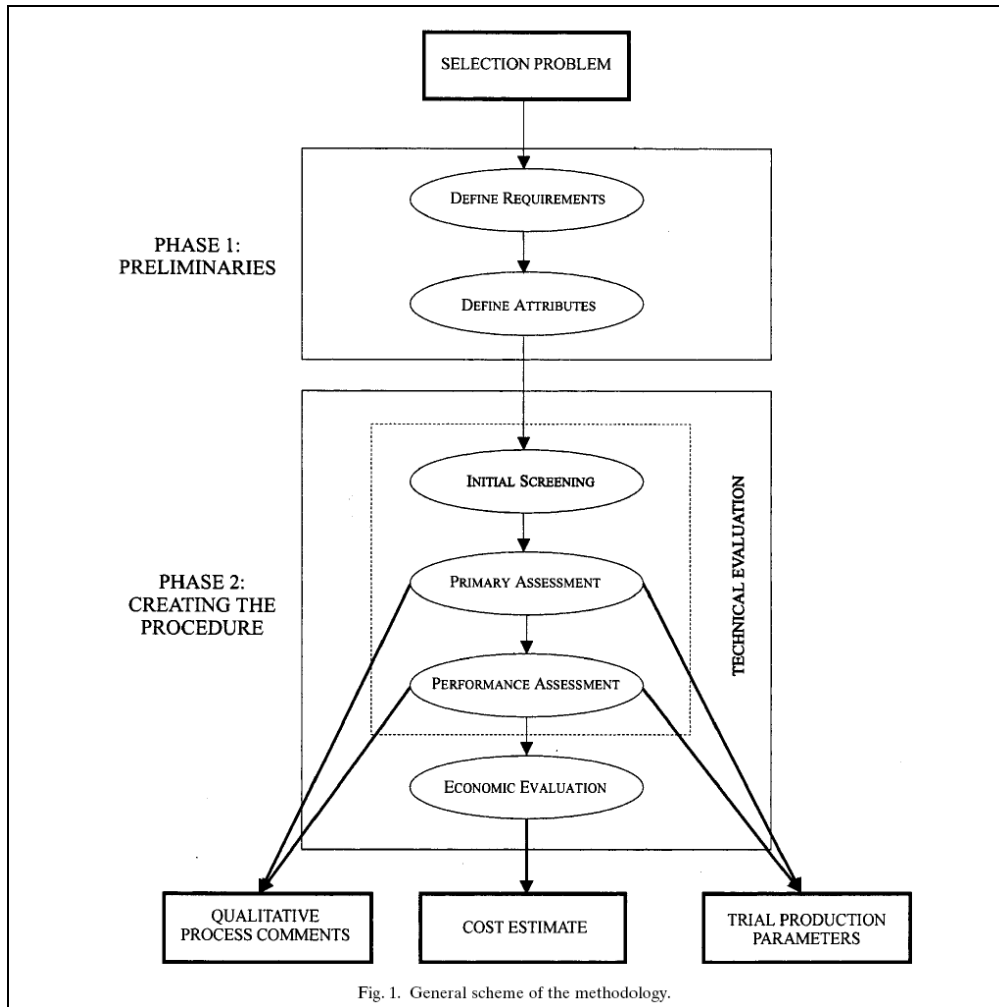 SELECTION PROBLEM
DEFINE REQUIREMENTS
PHASE 1:
PRELIMINARIES
DEFINE ATTRIBUTES
INITIAL SCREENING
TECHNICAL EVALUATION
PRIMARY ASSESSMENT
PHASE 2:
CREATING THE
PROCEDURE
PERFORMANCE ASSESSMENT
ECONOMIC EVALUATION
QUALITATIVE
PROCESS COMMENTS
COST ESTIMATE
TRIAL PRODUCTION
PARAMETERS
Fig. 1. General scheme of the methodology.